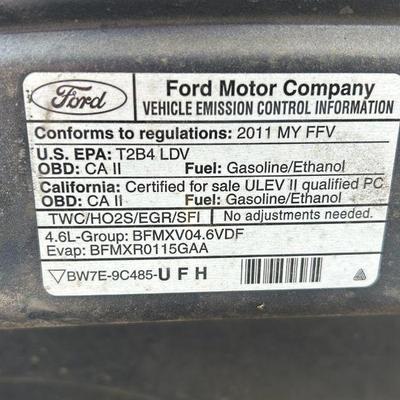 Ford
Ford Motor Company
VEHICLE EMISSION CONTROL INFORMATION
Conforms to regulations: 2011 MY FFV
U.S. EPA: T2B4 LDV
OBD: CA II Fuel: Gasoline/Ethanol
California: Certified for sale ULEV II qualified PC
OBD: CA II Fuel: Gasoline/Ethanol
TWC/HO2S/EGR/SFI No adjustments needed.
4.6L-Group: BFMXV04.6VDF
Evap: BFMXR0115GAA
BW7E-9C485-UFH